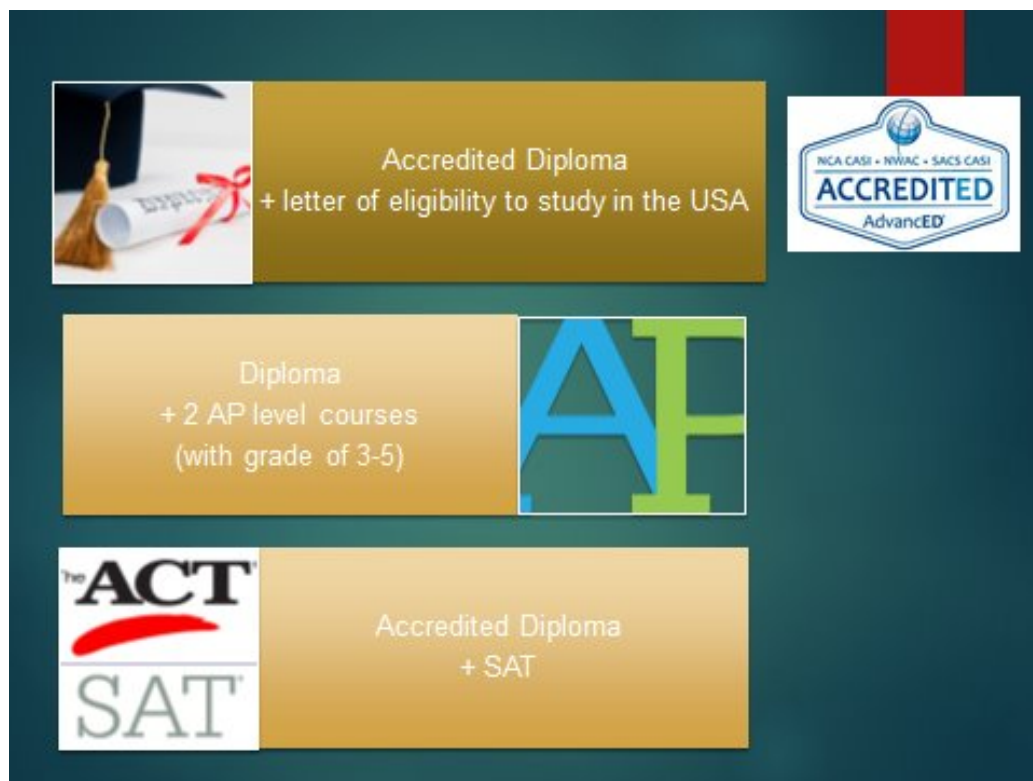 Accredited Diploma
+ letter of eligibility to study in the USA
NCA CASI • NWAC • SACS CASI
ACCREDITED
AdvancED
Diploma
+ 2 AP level courses
(with grade of 3-5)
AP
The ACT
SAT
Accredited Diploma
+ SAT